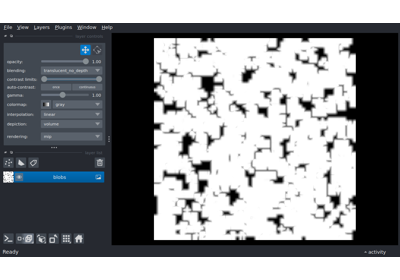 File View Layers Plugins Window Help
opacity: 1.00
blending: translucent_no_depth
contrast limits:
auto-contrast: once continuous
gamma: 1.00
colormap: gray
interpolation: linear
depiction: volume
rendering: mip
blobs
Ready activity